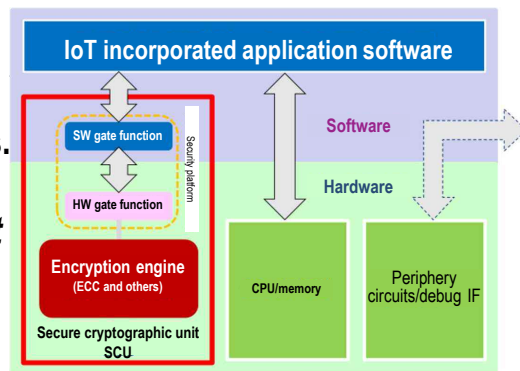 IoT incorporated application software
SW gate function
Security platform
Software
Hardware
HW gate function
Encryption engine
(ECC and others)
CPU/memory
Periphery
circuits/debug IF
Secure cryptographic unit
SCU